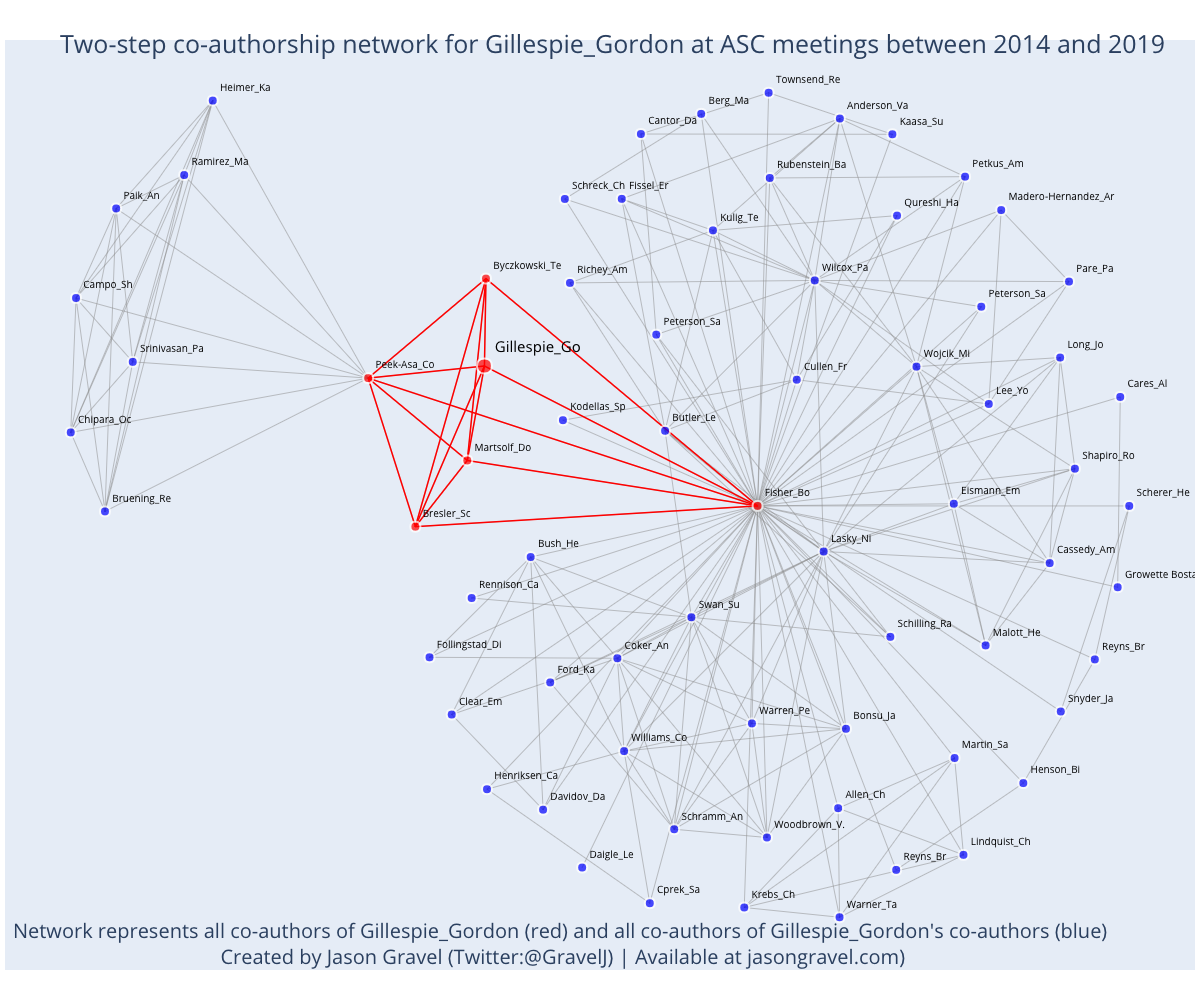 Two-step co-authorship network for Gillespie_Gordon at ASC meetings between 2014 and 2019
Townsend_Re
Heimer_Ka
Berg_Ma
Anderson_Va
Cantor_Da
Kaasa_Su
Ramirez_Ma
Rubenstein_Ba
Petkus_Am
Paik_An
Schreck_Ch
Fissel_Er
Madero-Hernandez_Ar
Qureshi_Ha
Kulig_Te
Byczkowski_Te
Richey_Am
Wilcox_Pa
Pare_Pa
Campo_Sh
Peterson_Sa
Peterson_Sa
Gillespie_Go
Srinivasan_Pa
Long_Jo
Wojcik_Mi
Peek-Asa_Co
Cullen_Fr
Cares_Al
Lee_Yo
Kodellas_Sp
Chipara_Oc
Butler_Le
Martsolf_Do
Shapiro_Ro
Bruening_Re
Fisher_Bo
Eismann_Em
Scherer_He
Bresler_Sc
Lasky_Ni
Bush_He
Cassedy_Am
Growette Bosta
Rennison_Ca
Swan_Su
Schilling_Ra
Malott_He
Follingstad_Di
Coker_An
Reyns_Br
Ford_Ka
Clear_Em
Snyder_Ja
Warren_Pe
Bonsu_Ja
Williams_Co
Martin_Sa
Henriksen_Ca
Henson_Bi
Davidov_Da
Allen_Ch
Schramm_An
Woodbrown_V.
Lindquist_Ch
Daigle_Le
Reyns_Br
Cprek_Sa
Krebs_Ch
Warner_Ta
Network represents all co-authors of Gillespie_Gordon (red) and all co-authors of Gillespie_Gordon's co-authors (blue)
Created by Jason Gravel (Twitter:@GravelJ) | Available at jasongravel.com)